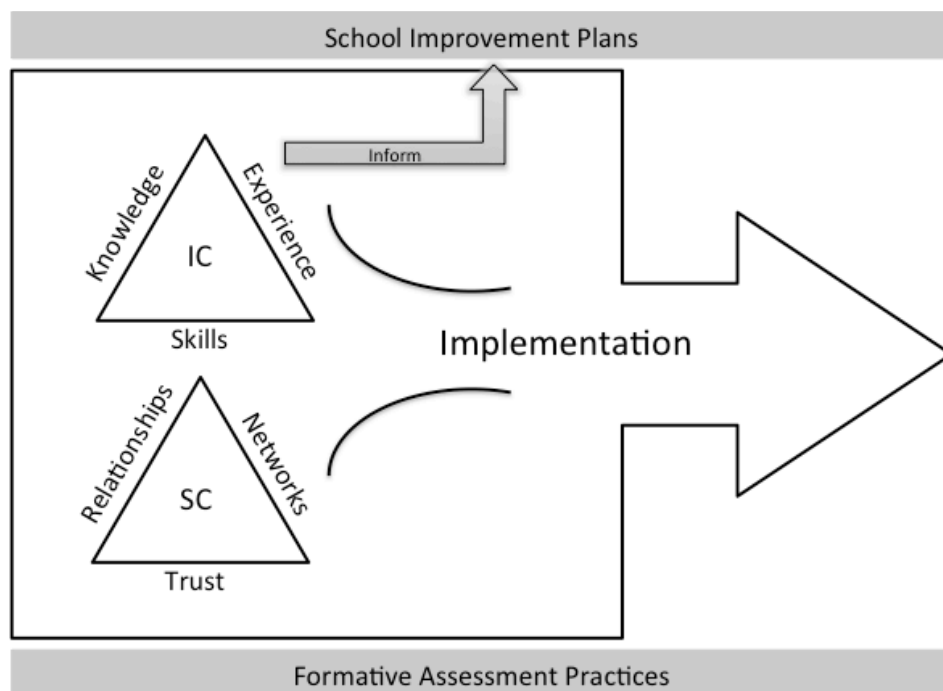 School Improvement Plans
Inform
Knowledge
Experience
IC
Skills
Implementation
Relationships
Networks
SC
Trust
Formative Assessment Practices